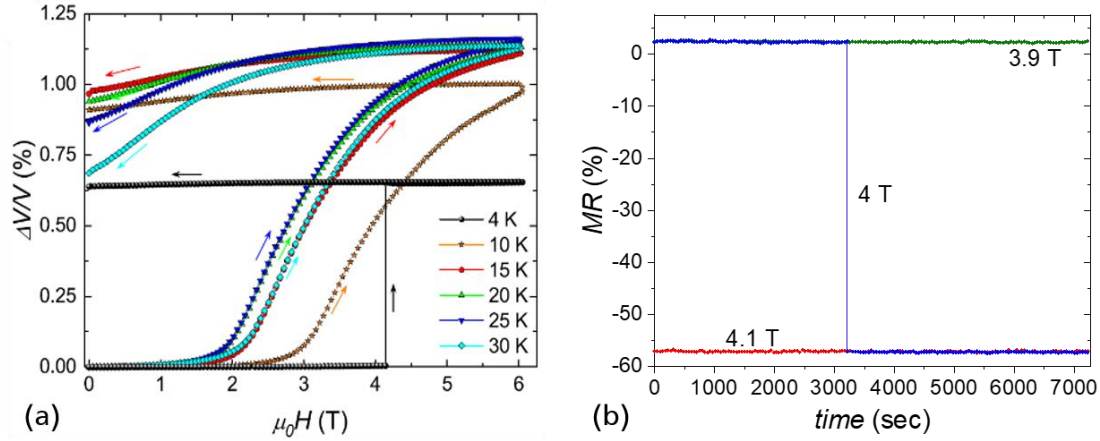 1.25
1.00
0.75
0.50
0.25
0.00
ΔV/V (%)
0 1 2 3 4 5 6
μ₀H (T)
4 K
10 K
15 K
20 K
25 K
30 K
(a)
0
-10
-20
-30
-40
-50
-60
MR (%)
3.9 T
4 T
4.1 T
0 1000 2000 3000 4000 5000 6000 7000
time (sec)
(b)